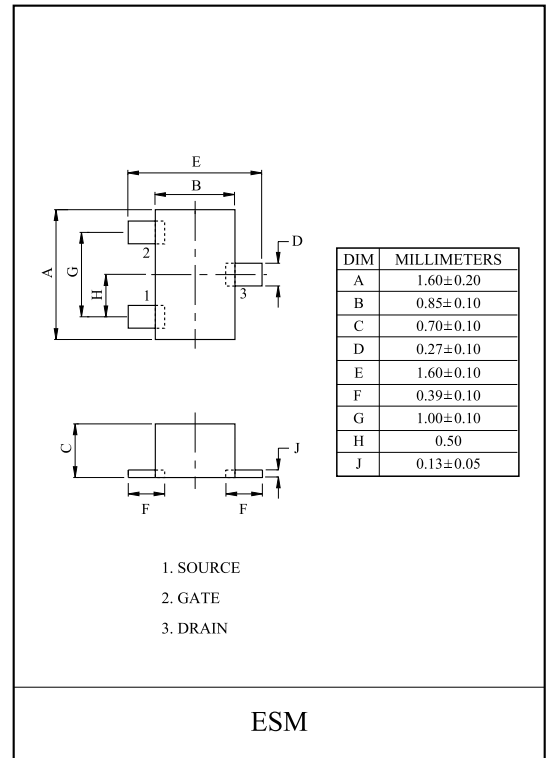 E
B
A
G
H
2
1
3
D
DIM MILLIMETERS
A 1.60±0.20
B 0.85±0.10
C 0.70±0.10
D 0.27±0.10
E 1.60±0.10
F 0.39±0.10
G 1.00±0.10
H 0.50
J 0.13±0.05
C
J
F F
1. SOURCE
2. GATE
3. DRAIN
ESM